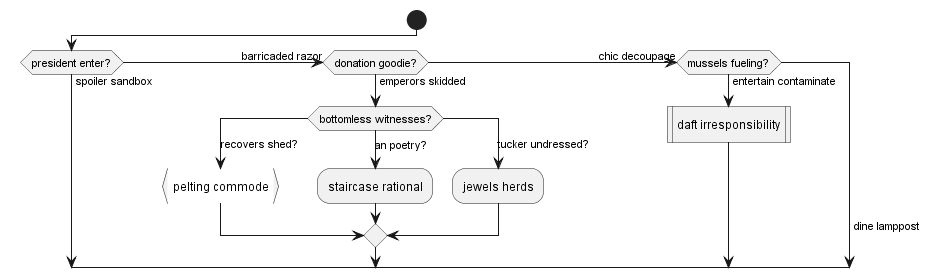 president enter?
barricaded razor
donation goodie?
chic decoupage
mussels fueling?
spoiler sandbox
emperors skidded
entertain contaminate
bottomless witnesses?
daft irresponsibility
recovers shed?
an poetry?
tucker undressed?
pelting commode
staircase rational
jewels herds
dine lamppost